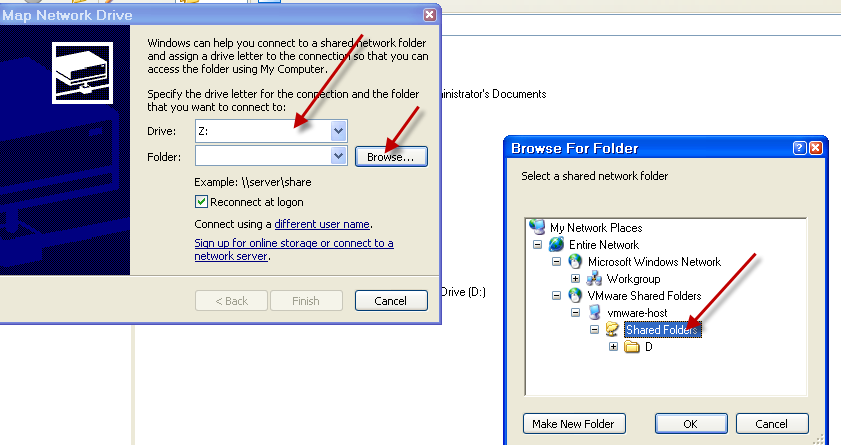 Map Network Drive
Windows can help you connect to a shared network folder
and assign a drive letter to the connection so that you can
access the folder using My Computer.
Specify the drive letter for the connection and the folder
that you want to connect to:
Drive: Z:
Folder: Browse...
Example: \\server\share
Reconnect at logon
Connect using a different user name.
Sign up for online storage or connect to a
network server.
< Back Finish Cancel
Documents
Drive (D:)
Browse For Folder
Select a shared network folder
My Network Places
Entire Network
Microsoft Windows Network
Workgroup
VMware Shared Folders
vmware-host
Shared Folders
D
Make New Folder OK Cancel